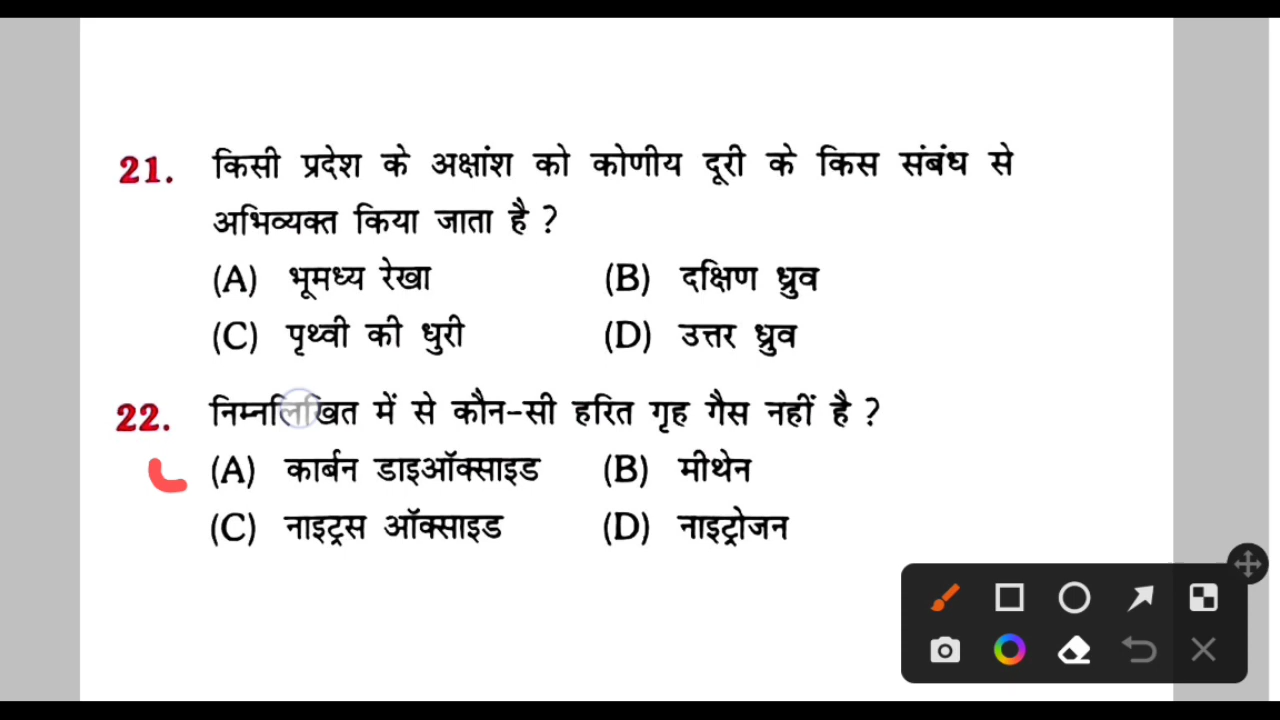 21. किसी प्रदेश के अक्षांश को कोणीय दूरी के किस संबंध से
अभिव्यक्त किया जाता है ?
(A) भूमध्य रेखा (B) दक्षिण ध्रुव
(C) पृथ्वी की धुरी (D) उत्तर ध्रुव
22. निम्नलिखित में से कौन-सी हरित गृह गैस नहीं है ?
(A) कार्बन डाइऑक्साइड (B) मीथेन
(C) नाइट्रस ऑक्साइड (D) नाइट्रोजन